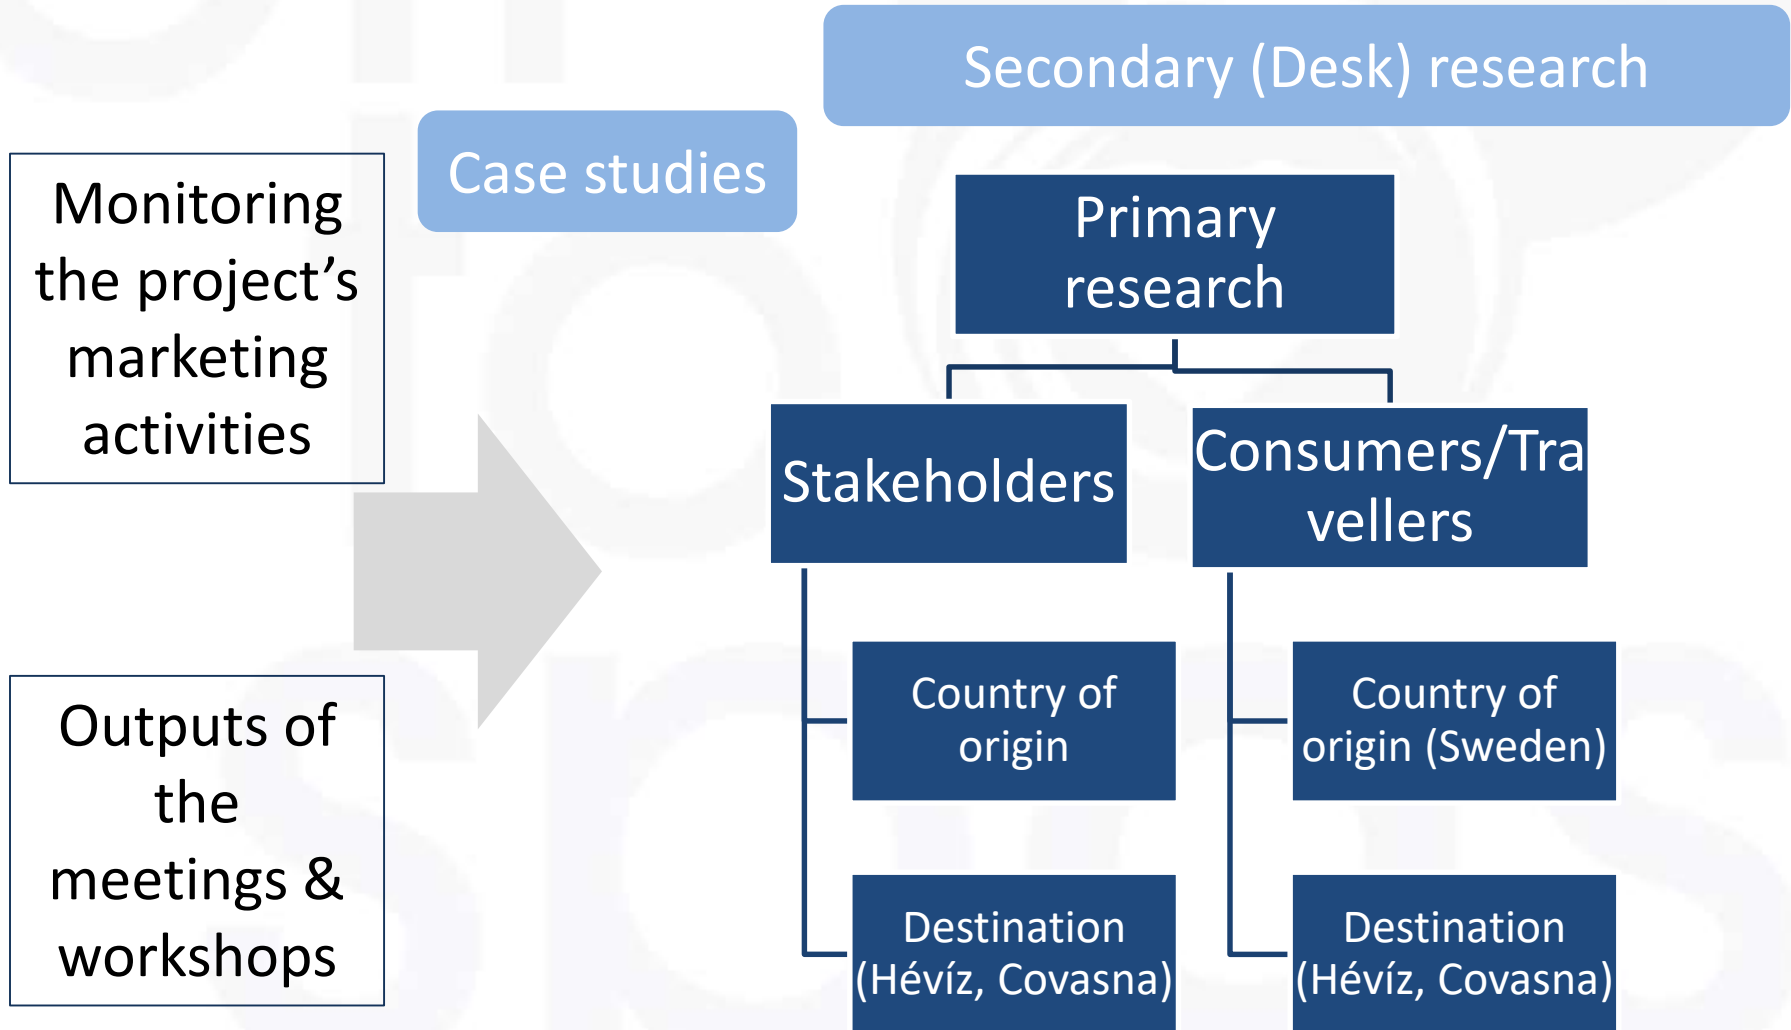 Secondary (Desk) research
Case studies
Monitoring
the project’s
marketing
activities
Primary
research
Stakeholders
Consumers/Tra
vellers
Country of
origin
Country of
origin (Sweden)
Outputs of
the
meetings &
workshops
Destination
(Hévíz, Covasna)
Destination
(Hévíz, Covasna)